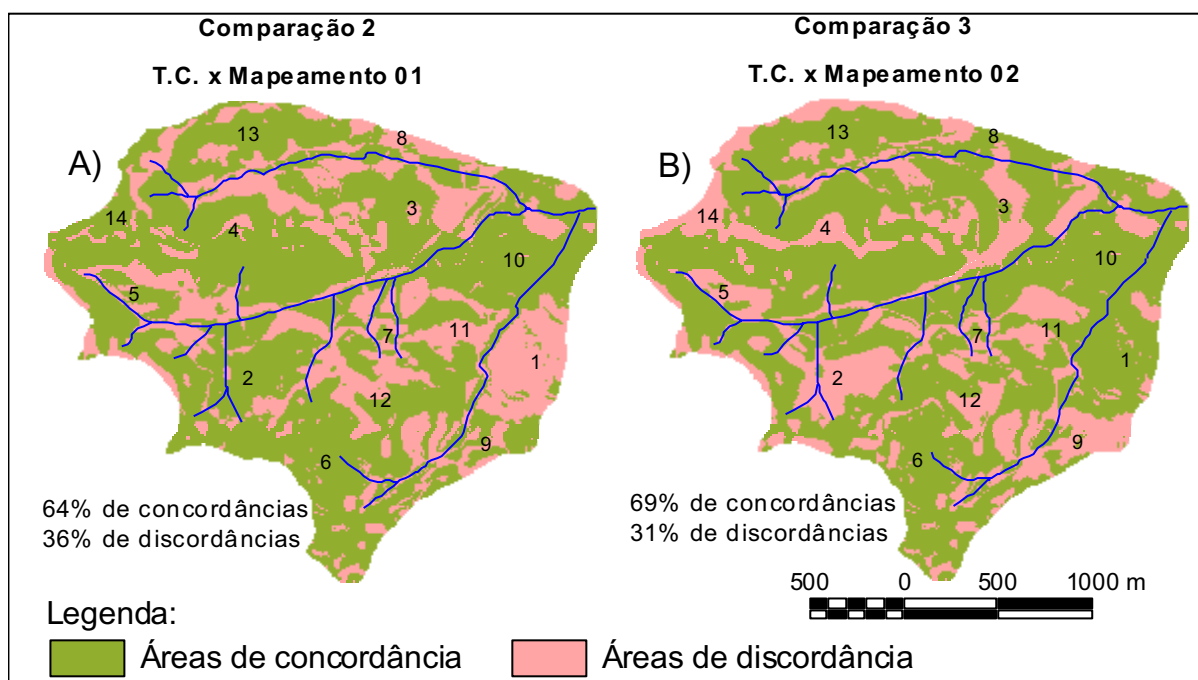 Comparação 2
T.C. x Mapeamento 01
Comparação 3
T.C. x Mapeamento 02
A)
13
8
14
4
3
10
5
7
11
1
2
12
9
6
64% de concordâncias
36% de discordâncias
B)
13
8
14
4
3
10
5
7
11
1
2
12
9
6
69% de concordâncias
31% de discordâncias
500 0 500 1000 m
Legenda:
Áreas de concordância
Áreas de discordância